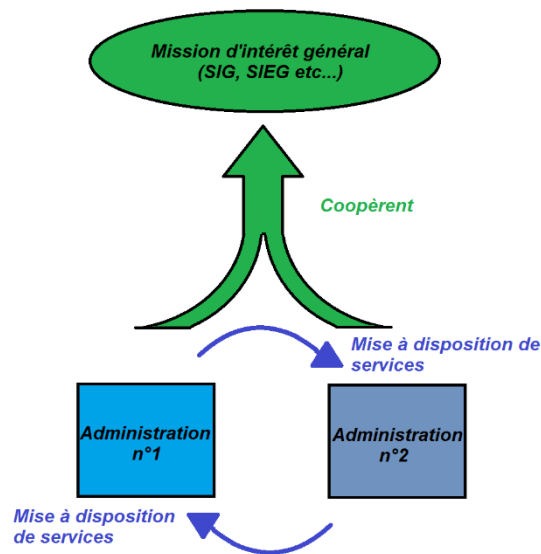 Mission d'intérêt général
(SIG, SIEG etc...)
Coopèrent
Mise à disposition de
services
Administration
n°1
Administration
n°2
Mise à disposition
de services